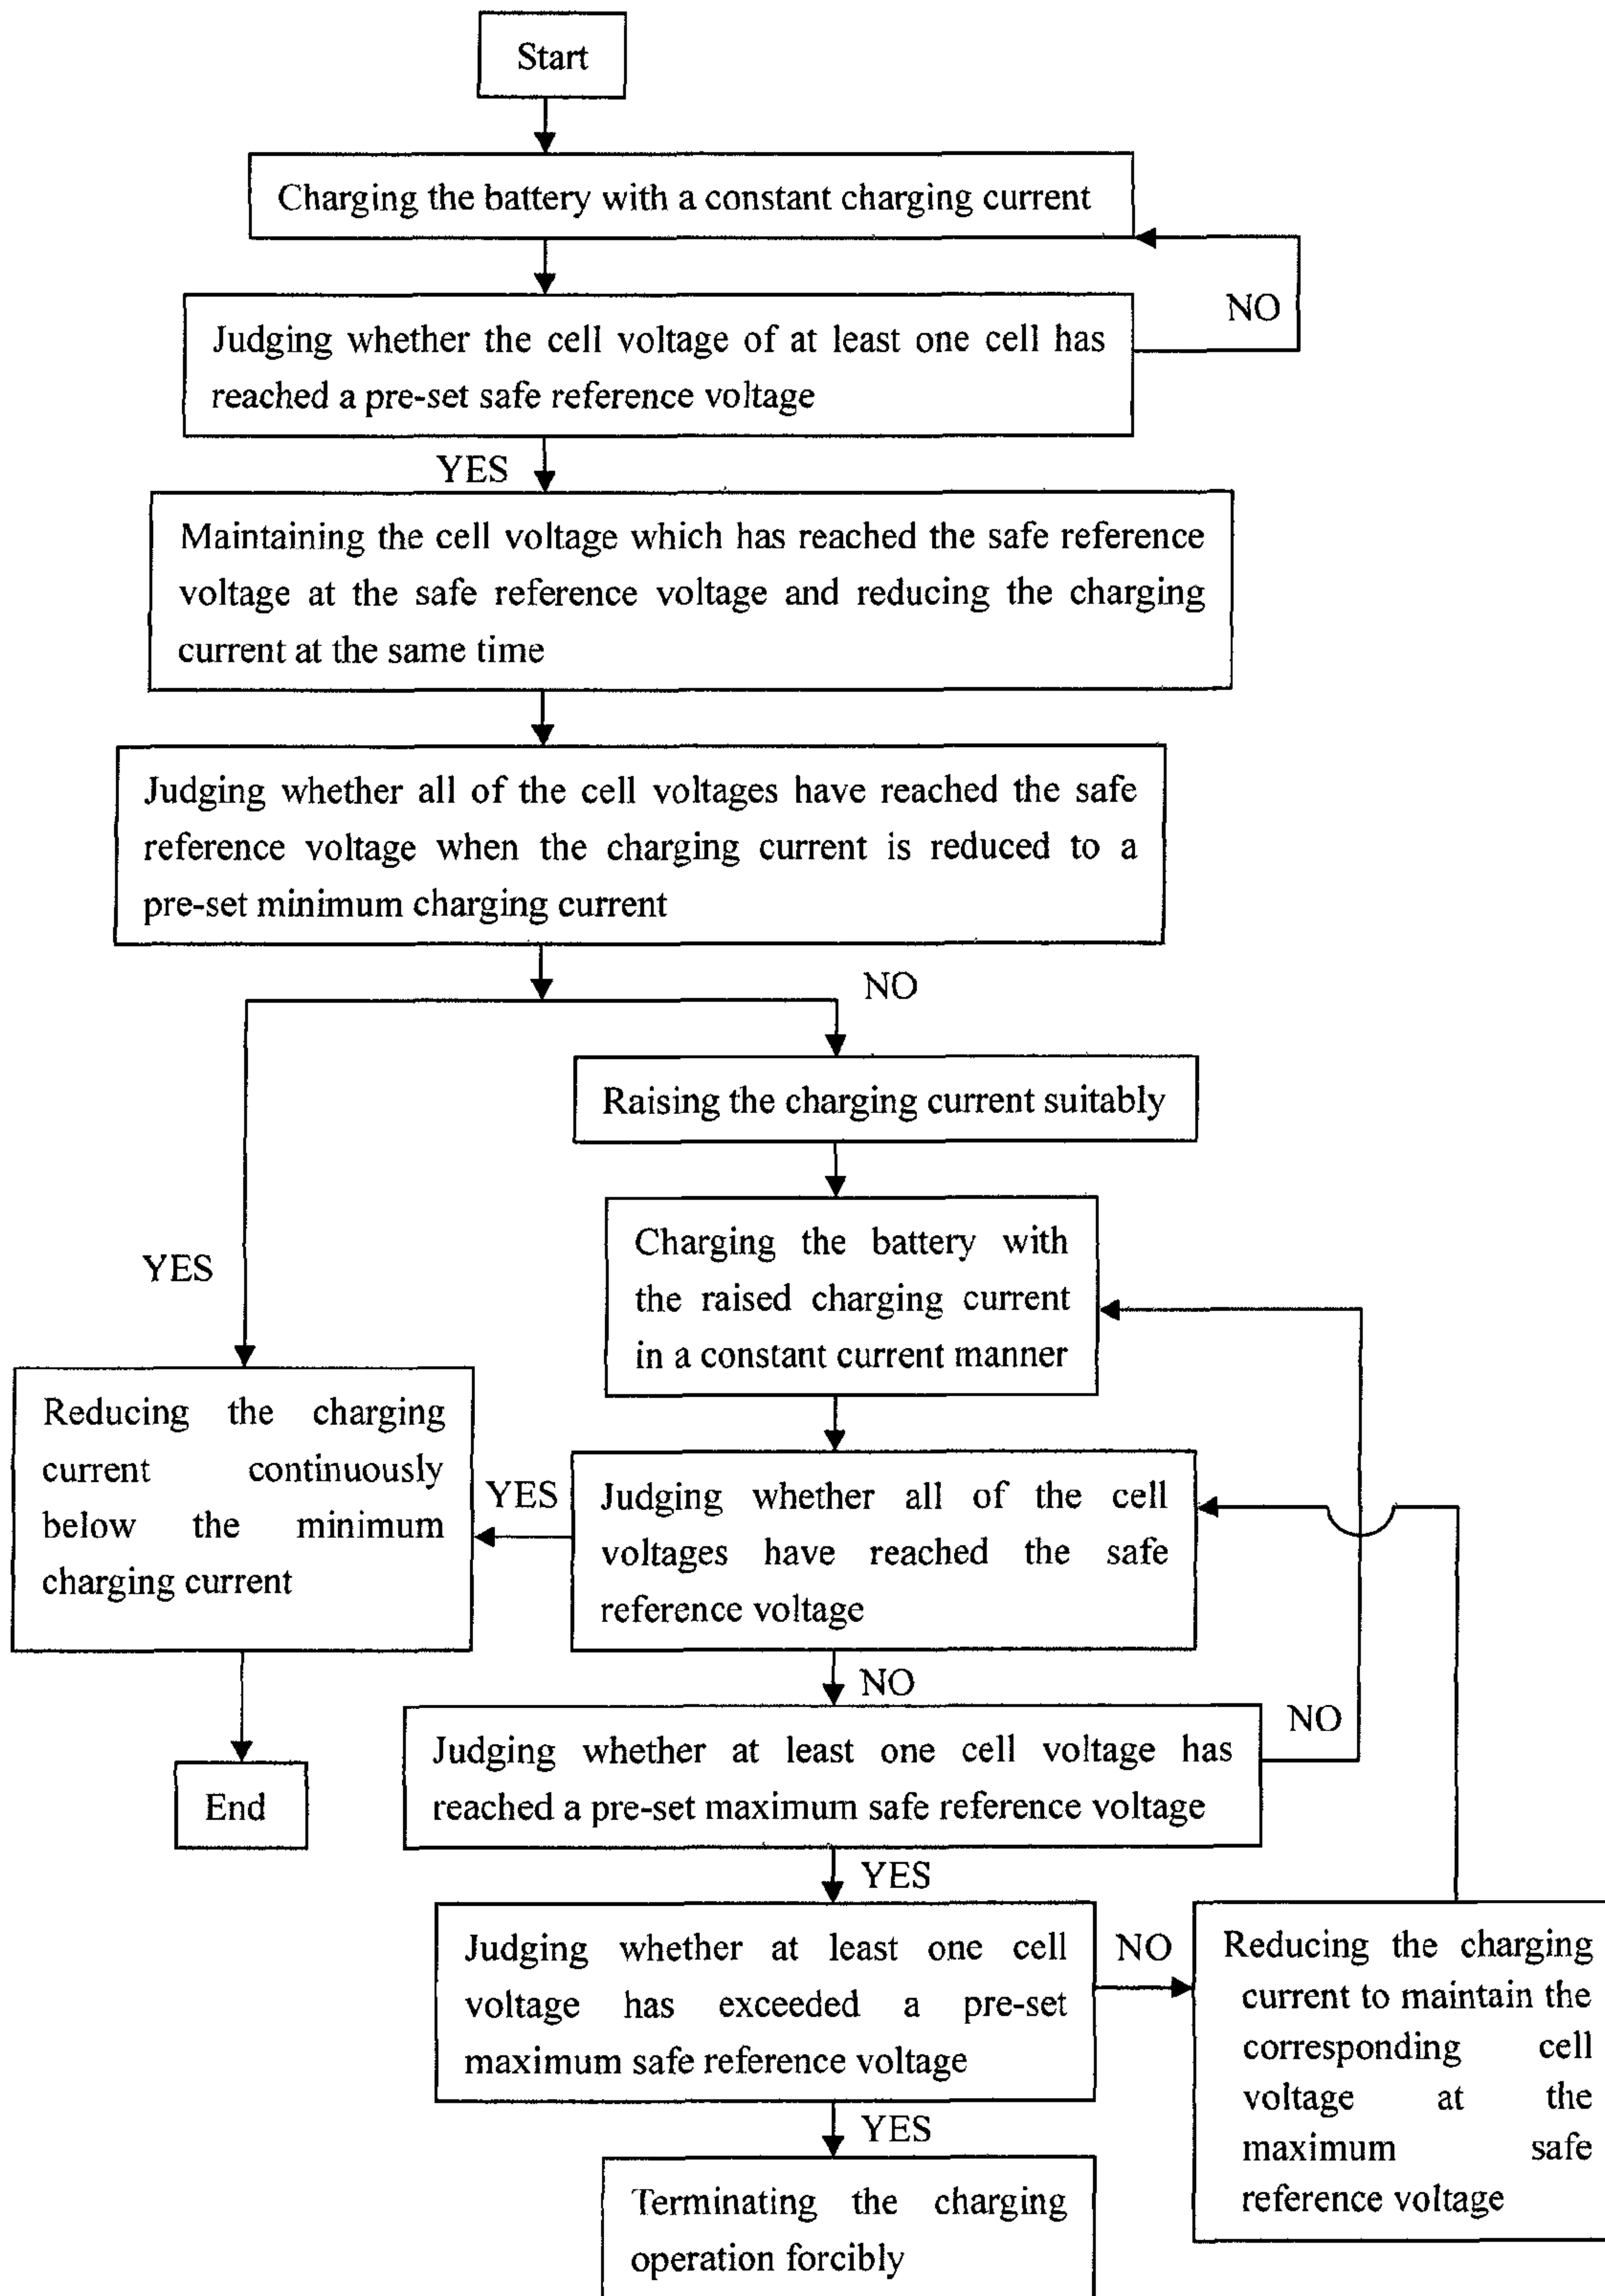 Start
Charging the battery with a constant charging current
NO
Judging whether the cell voltage of at least one cell has
reached a pre-set safe reference voltage
YES
Maintaining the cell voltage which has reached the safe reference
voltage at the safe reference voltage and reducing the charging
current at the same time
Judging whether all of the cell voltages have reached the safe
reference voltage when the charging current is reduced to a
pre-set minimum charging current
NO
Raising the charging current suitably
YES
Charging the battery with
the raised charging current
in a constant current manner
Reducing the charging
current continuously
below the minimum
charging current
YES
Judging whether all of the cell
voltages have reached the safe
reference voltage
NO
NO
Judging whether at least one cell voltage has
reached a pre-set maximum safe reference voltage
End
YES
Judging whether at least one cell
voltage has exceeded a pre-set
maximum safe reference voltage
NO
Reducing the charging
current to maintain the
corresponding cell
voltage at the
maximum safe
reference voltage
YES
Terminating the charging
operation forcibly